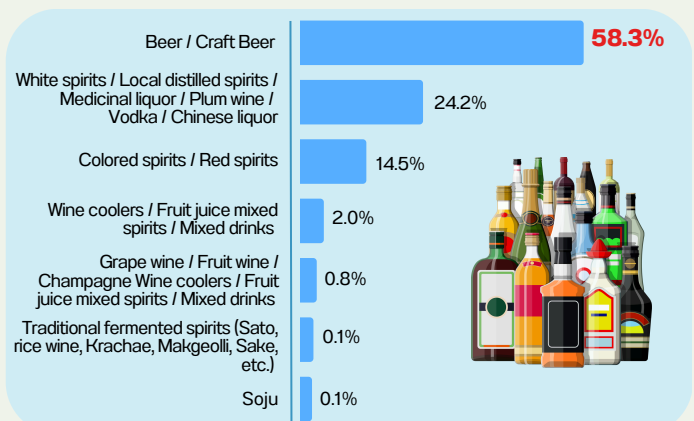 Beer / Craft Beer
58.3%
White spirits / Local distilled spirits /
Medicinal liquor / Plum wine /
Vodka / Chinese liquor
24.2%
Colored spirits / Red spirits
14.5%
Wine coolers / Fruit juice mixed
spirits / Mixed drinks
2.0%
Grape wine / Fruit wine /
Champagne Wine coolers / Fruit
juice mixed spirits / Mixed drinks
0.8%
Traditional fermented spirits (Sato,
rice wine, Krachae, Makgeolli, Sake,
etc.)
0.1%
Soju
0.1%